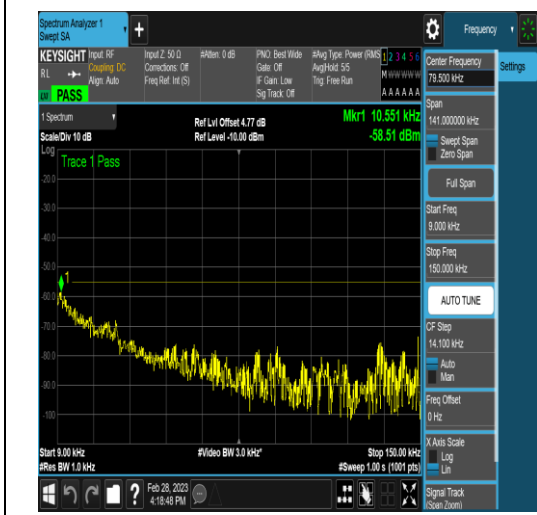 Spectrum Analyzer 1
Swept SA
+
Frequency
KEYSIGHT
Input: RF
Coupling: DC
Align: Auto
Input Z: 50 Ω
Corrections: Off
Freq Ref: Int (S)
#Atten: 0 dB
PNO: Best Wide
Gate: Off
IF Gain: Low
Sig Track: Off
#Avg Type: Power (RMS
Avg|Hold: 5/5
Trig: Free Run
1 2 3 4 5 6
M W W W W W
A A A A A A
RL
PASS
1 Spectrum
Scale/Div 10 dB
Ref Lvl Offset 4.77 dB
Ref Level -10.00 dBm
Mkr1 10.551 kHz
-58.51 dBm
Log
Trace 1 Pass
-20.0
-30.0
-40.0
-50.0
1
-60.0
-70.0
-80.0
-90.0
-100
Start 9.00 kHz
#Res BW 1.0 kHz
#Video BW 3.0 kHz*
Stop 150.00 kHz
#Sweep 1.00 s (1001 pts)
Feb 28, 2023
4:18:48 PM
?
Center Frequency
79.500 kHz
Settings
Span
141.000000 kHz
Swept Span
Zero Span
Full Span
Start Freq
9.000 kHz
Stop Freq
150.000 kHz
AUTO TUNE
CF Step
14.100 kHz
Auto
Man
Freq Offset
0 Hz
X Axis Scale
Log
Lin
Signal Track
(Span Zoom)